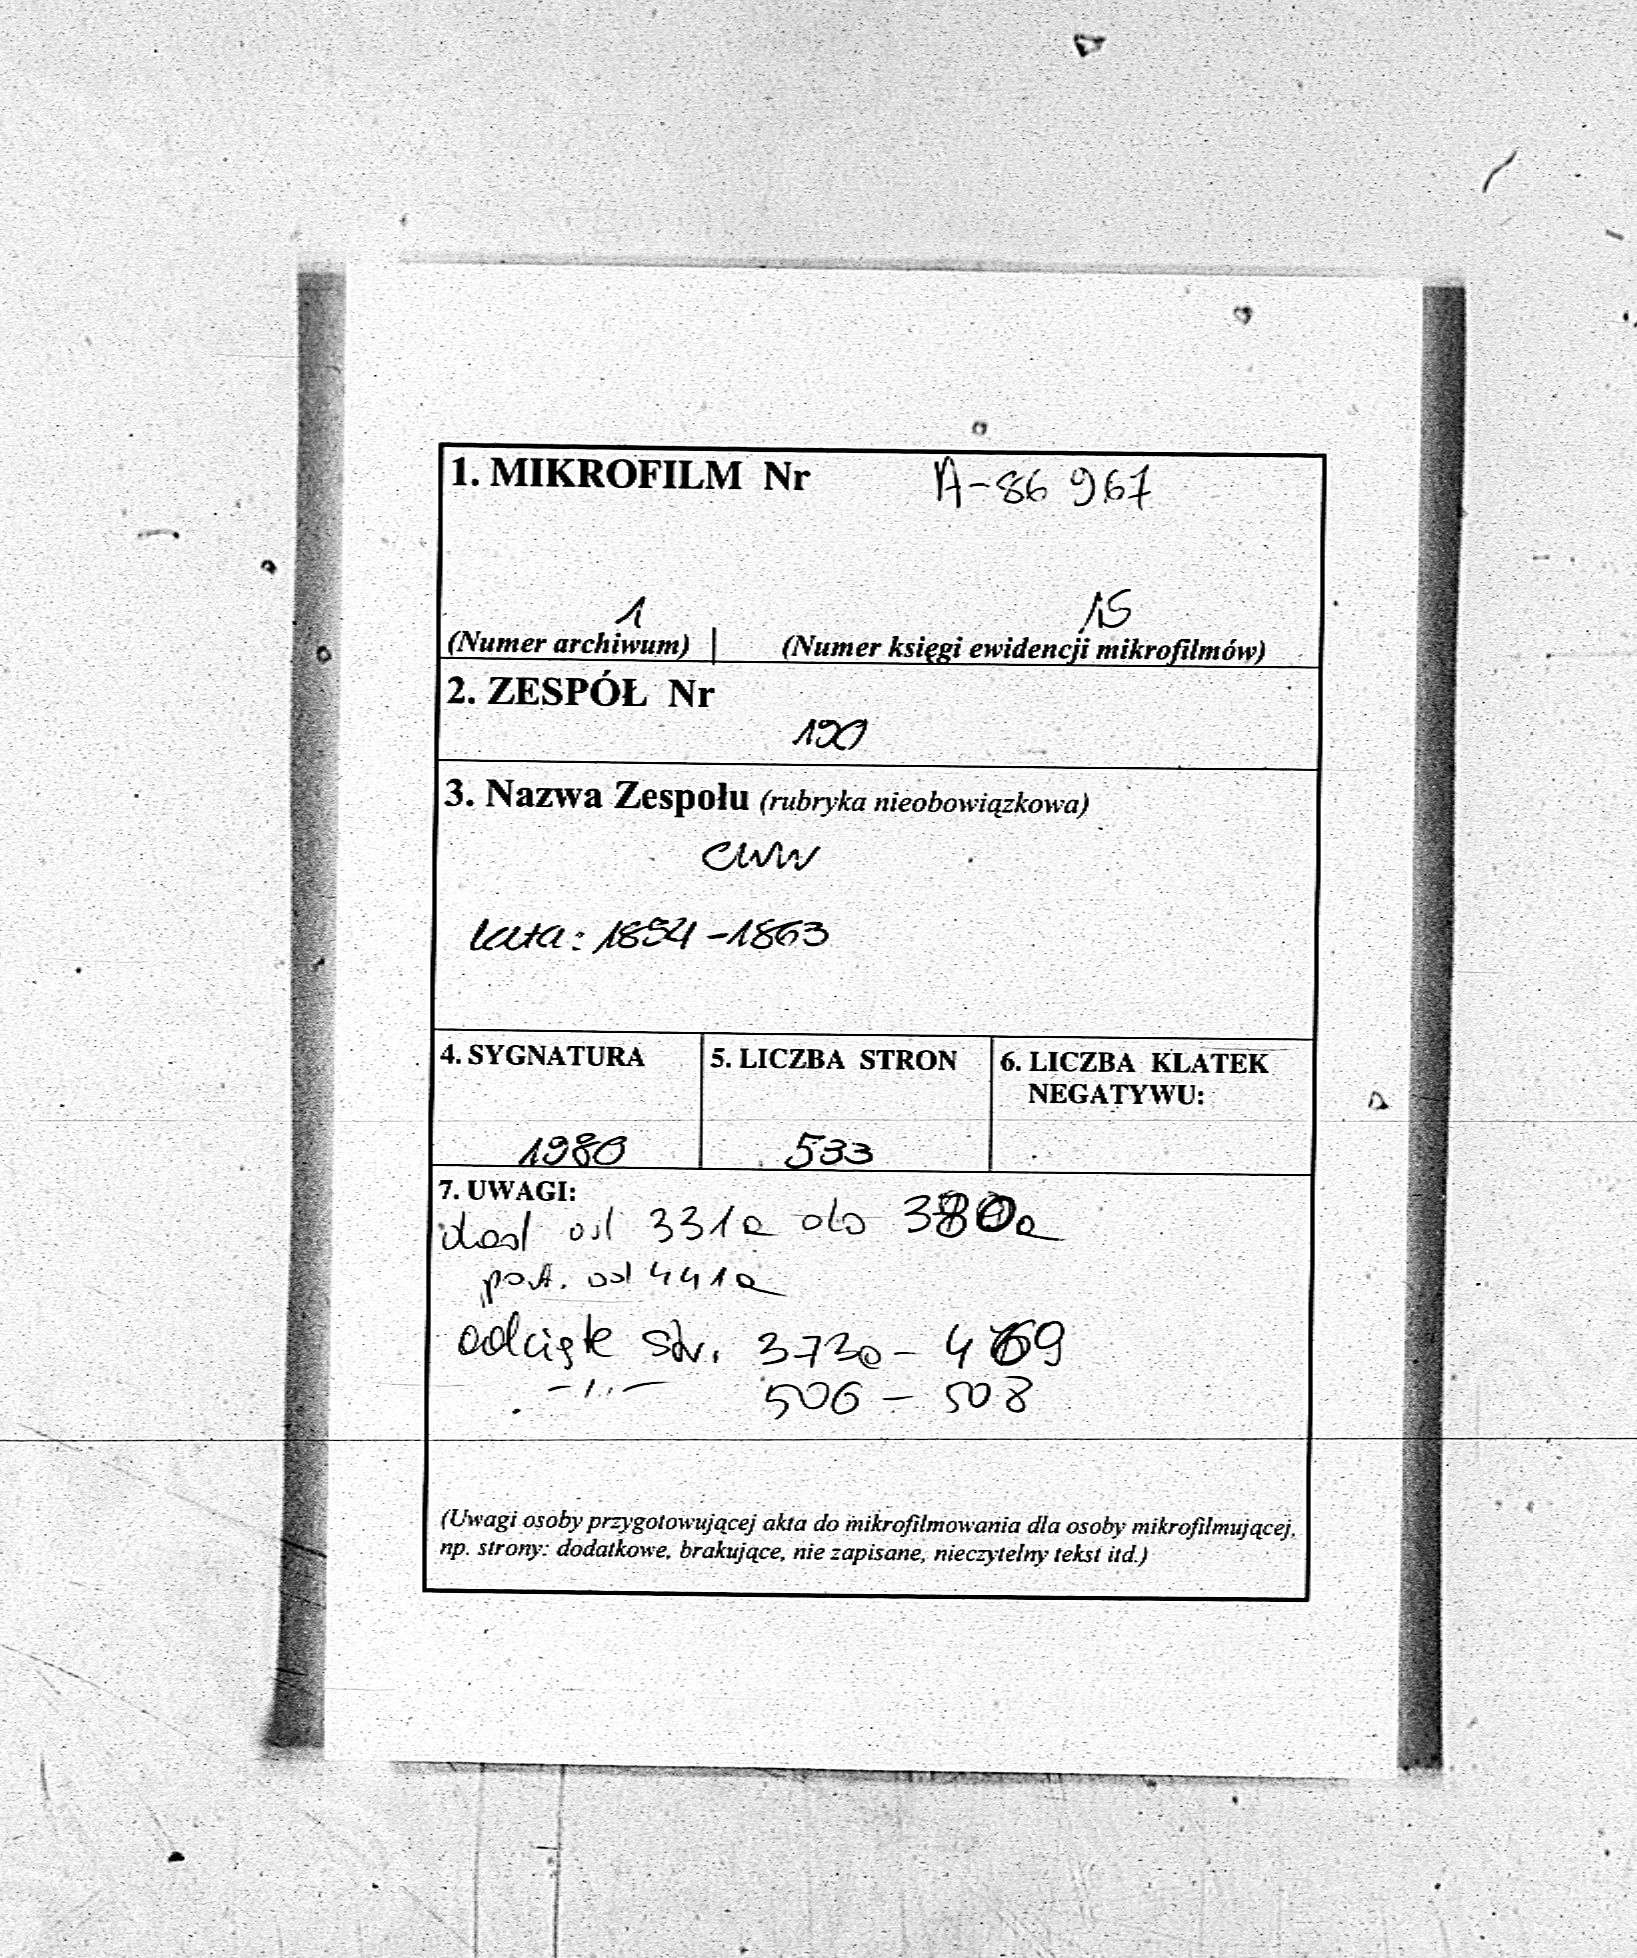 1. MIKROFILM Nr A-86 967
1 15
(Numer archiwum) | (Numer księgi ewidencji mikrofilmów)
2. ZESPÓŁ Nr
190
3. Nazwa Zespołu (rubryka nieobowiązkowa)
CWW
lata: 1854-1863
4. SYGNATURA 5. LICZBA STRON 6. LICZBA KLATEK
NEGATYWU:
1980 533
7. UWAGI:
dod od 331a do 380a
powt. od 441a
odcięte str. 373a - 469
-1,,- 506 - 508
(Uwagi osoby przygotowującej akta do mikrofilmowania dla osoby mikrofilmującej,
np. strony: dodatkowe, brakujące, nie zapisane, nieczytelny tekst itd.)